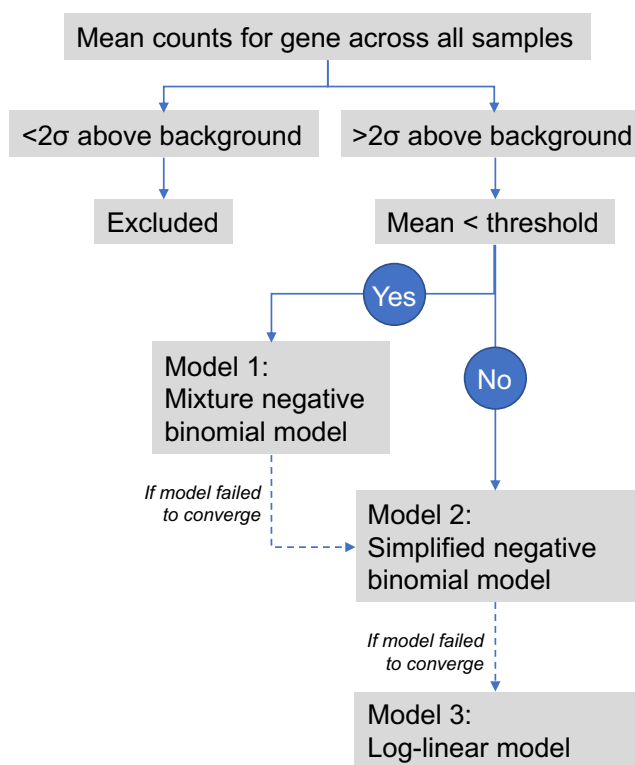 Mean counts for gene across all samples
<2σ above background
>2σ above background
Excluded
Mean < threshold
Yes
No
Model 1:
Mixture negative
binomial model
If model failed
to converge
Model 2:
Simplified negative
binomial model
If model failed
to converge
Model 3:
Log-linear model